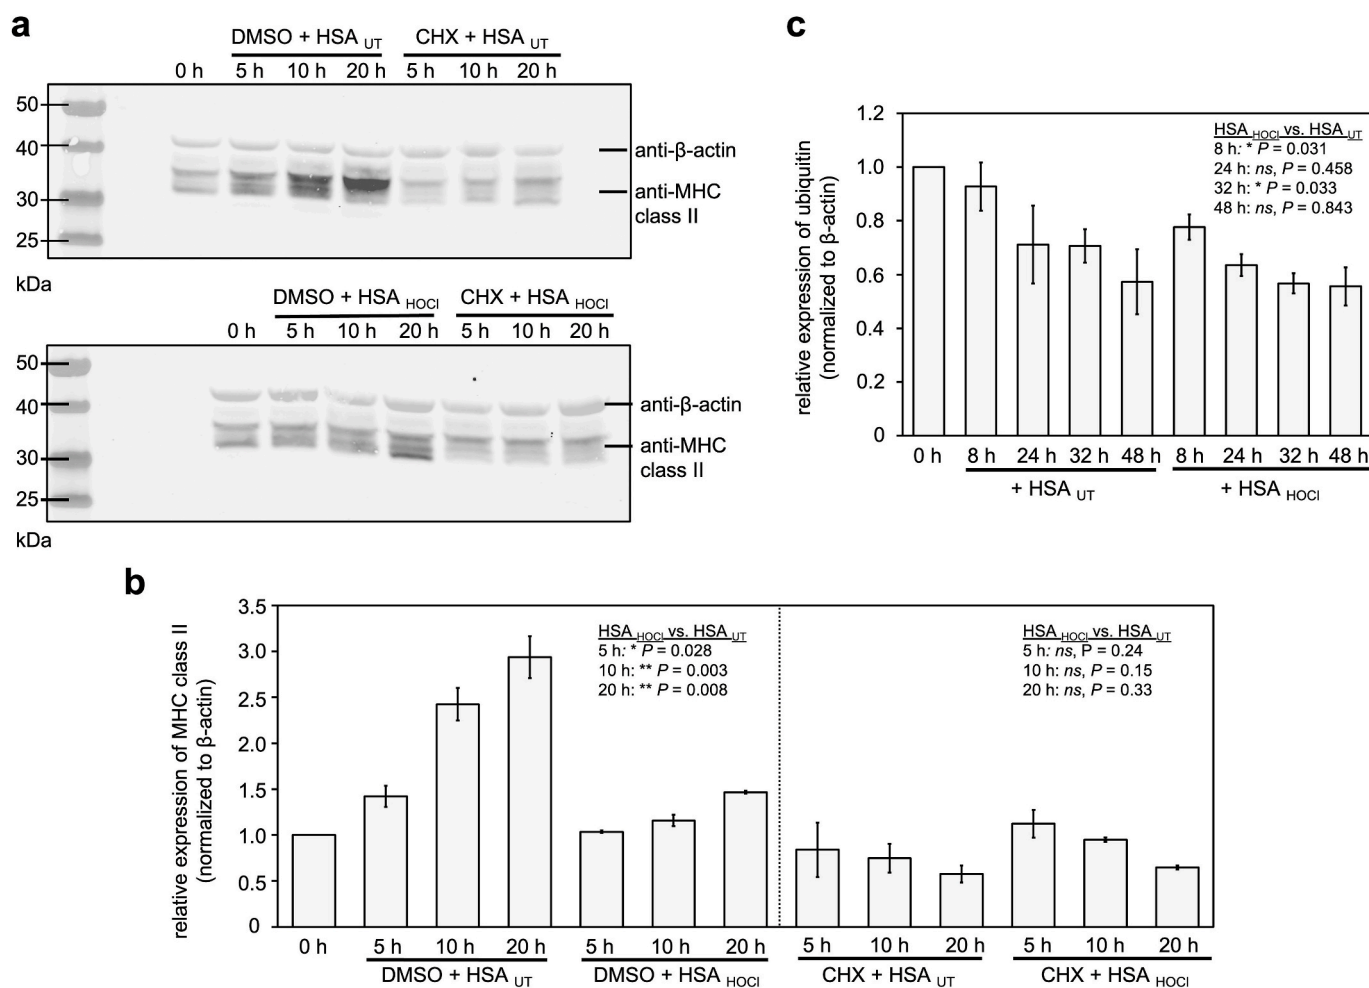 a
DMSO + HSA UT CHX + HSA UT
0 h 5 h 10 h 20 h 5 h 10 h 20 h
50
40
30
25
kDa
anti-β-actin
anti-MHC
class II
DMSO + HSA HOCl CHX + HSA HOCl
0 h 5 h 10 h 20 h 5 h 10 h 20 h
50
40
30
25
kDa
anti-β-actin
anti-MHC
class II
b
relative expression of MHC class II
(normalized to β-actin)
3.5
3.0
2.5
2.0
1.5
1.0
0.5
0
HSA HOCl vs. HSA UT
5 h: * P = 0.028
10 h: ** P = 0.003
20 h: ** P = 0.008
HSA HOCl vs. HSA UT
5 h: ns, P = 0.24
10 h: ns, P = 0.15
20 h: ns, P = 0.33
0 h 5 h 10 h 20 h 5 h 10 h 20 h 5 h 10 h 20 h 5 h 10 h 20 h
DMSO + HSA UT DMSO + HSA HOCl CHX + HSA UT CHX + HSA HOCl
c
relative expression of ubiquitin
(normalized to β-actin)
1.2
1.0
0.8
0.6
0.4
0.2
0
HSA HOCl vs. HSA UT
8 h: * P = 0.031
24 h: ns, P = 0.458
32 h: * P = 0.033
48 h: ns, P = 0.843
0 h 8 h 24 h 32 h 48 h 8 h 24 h 32 h 48 h
+ HSA UT + HSA HOCl